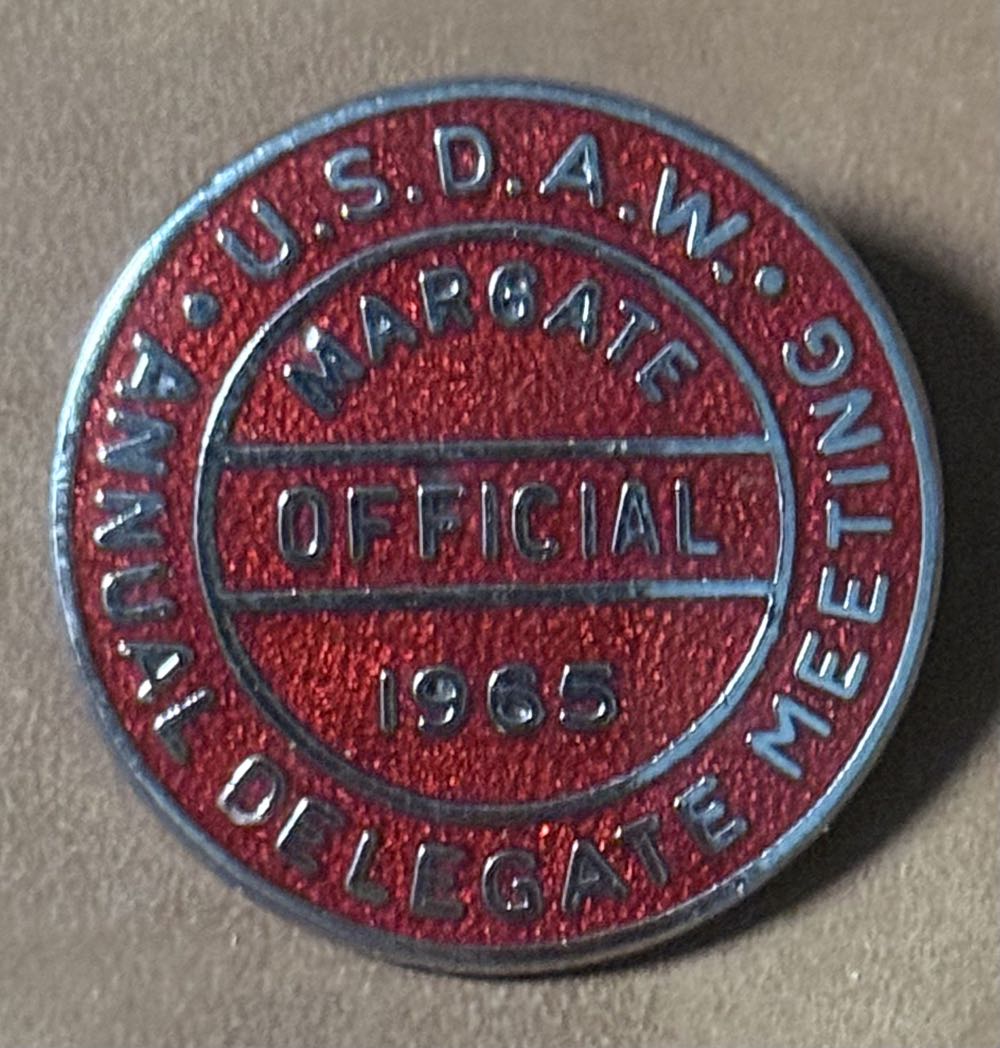 • U.S.D.A.W. •
ANNUAL DELEGATE MEETING
MARGATE
OFFICIAL
1965